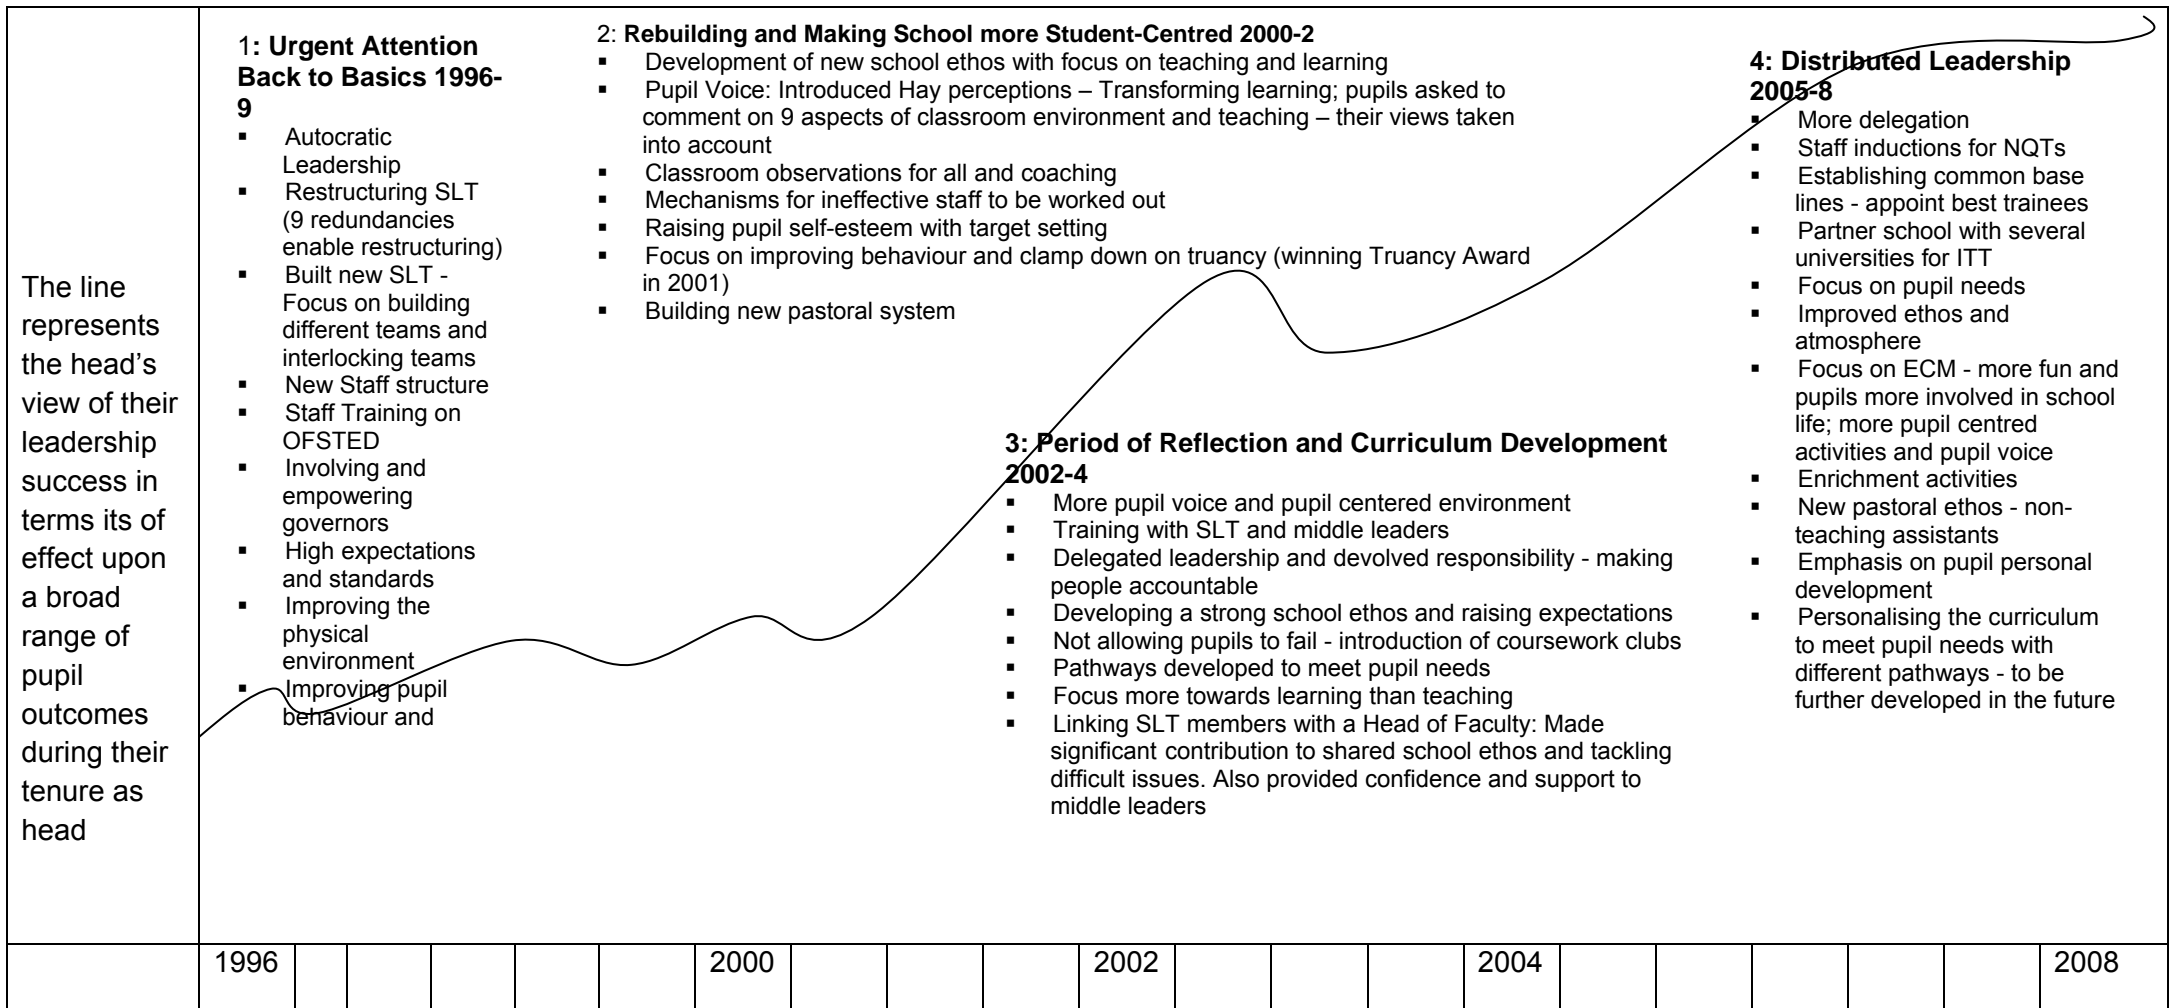 The line
represents
the head's
view of their
leadership
success in
terms its of
effect upon
a broad
range of
pupil
outcomes
during their
tenure as
head
1: Urgent Attention
Back to Basics 1996-
9
▪ Autocratic
Leadership
▪ Restructuring SLT
(9 redundancies
enable restructuring)
▪ Built new SLT -
Focus on building
different teams and
interlocking teams
▪ New Staff structure
▪ Staff Training on
OFSTED
▪ Involving and
empowering
governors
▪ High expectations
and standards
▪ Improving the
physical
environment
▪ Improving pupil
behaviour and
2: Rebuilding and Making School more Student-Centred 2000-2
▪ Development of new school ethos with focus on teaching and learning
▪ Pupil Voice: Introduced Hay perceptions – Transforming learning; pupils asked to
comment on 9 aspects of classroom environment and teaching – their views taken
into account
▪ Classroom observations for all and coaching
▪ Mechanisms for ineffective staff to be worked out
▪ Raising pupil self-esteem with target setting
▪ Focus on improving behaviour and clamp down on truancy (winning Truancy Award
in 2001)
▪ Building new pastoral system
3: Period of Reflection and Curriculum Development
2002-4
▪ More pupil voice and pupil centered environment
▪ Training with SLT and middle leaders
▪ Delegated leadership and devolved responsibility - making
people accountable
▪ Developing a strong school ethos and raising expectations
▪ Not allowing pupils to fail - introduction of coursework clubs
▪ Pathways developed to meet pupil needs
▪ Focus more towards learning than teaching
▪ Linking SLT members with a Head of Faculty: Made
significant contribution to shared school ethos and tackling
difficult issues. Also provided confidence and support to
middle leaders
4: Distributed Leadership
2005-8
▪ More delegation
▪ Staff inductions for NQTs
▪ Establishing common base
lines - appoint best trainees
▪ Partner school with several
universities for ITT
▪ Focus on pupil needs
▪ Improved ethos and
atmosphere
▪ Focus on ECM - more fun and
pupils more involved in school
life; more pupil centred
activities and pupil voice
▪ Enrichment activities
▪ New pastoral ethos - non-
teaching assistants
▪ Emphasis on pupil personal
development
▪ Personalising the curriculum
to meet pupil needs with
different pathways - to be
further developed in the future
1996 2000 2002 2004 2008